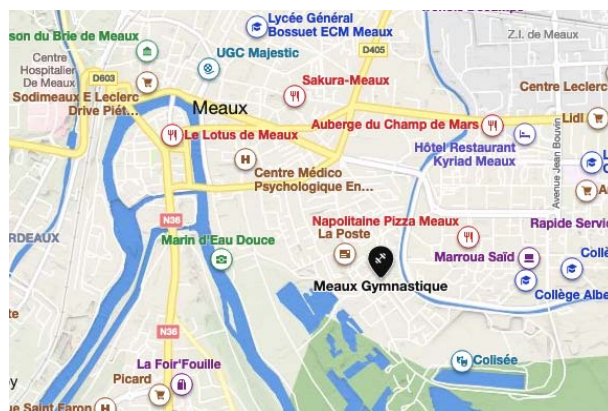 Lycée Général
Bossuet ECM Meaux
Z.I. de Meaux
son du Brie de Meaux
D405
UGC Majestic
Centre
Hospitalier
De Meaux
D603
Sodimeaux E Leclerc
Drive Piét...
Sakura-Meaux
Centre Leclerc
Meaux
Lidl
Le Lotus de Meaux
Auberge du Champ de Mars
Hôtel Restaurant
Kyriad Meaux
Avenue Jean Bouvin
Centre Médico
Psychologique En...
N36
Napolitaine Pizza Meaux
Rapide Servic
RDEAUX
Marin d'Eau Douce
La Poste
Marroua Saïd
Collè
Meaux Gymnastique
Collège Albe
N36
La Foir'Fouille
Colisée
Picard
ue Saint Faron